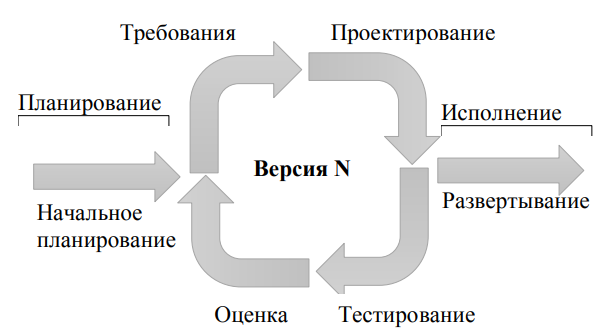 Требования
Проектирование
Планирование
Исполнение
Версия N
Начальное
планирование
Развертывание
Оценка
Тестирование